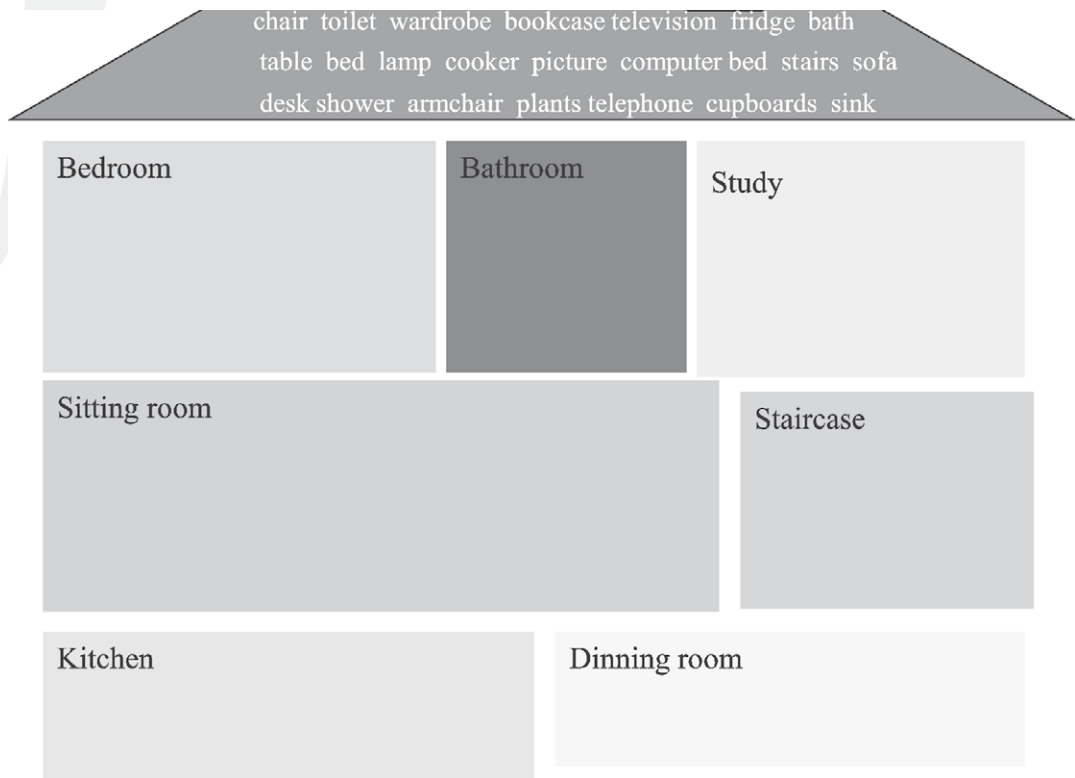 chair toilet wardrobe bookcase television fridge bath
table bed lamp cooker picture computer bed stairs sofa
desk shower armchair plants telephone cupboards sink
Bedroom
Bathroom
Study
Sitting room
Staircase
Kitchen
Dinning room